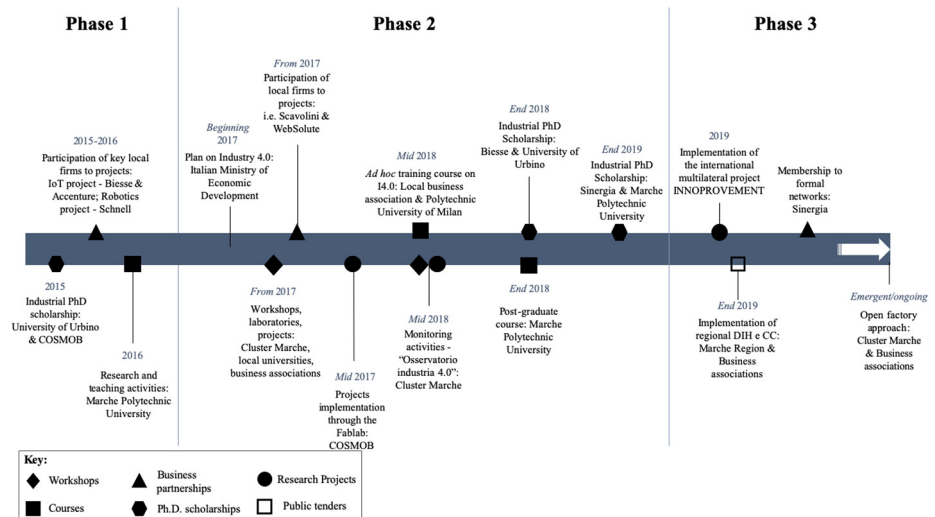 Phase 1
Phase 2
Phase 3
2015-2016
Participation of key local
firms to projects:
IoT project - Biesse &
Accenture; Robotics
project - Schnell
Beginning
2017
Plan on Industry 4.0:
Italian Ministry of
Economic
Development
From 2017
Participation of
local firms to
projects:
i.e. Scavolini &
WebSolute
Mid 2018
Ad hoc training course on
I4.0: Local business
association & Polytechnic
University of Milan
End 2018
Industrial PhD
Scholarship:
Biesse & University of
Urbino
End 2019
Industrial PhD
Scholarship:
Sinergia & Marche
Polytechnic
University
2019
Implementation of
the international
multilateral project
INNOPROVEMENT
Membership to
formal
networks:
Sinergia
2015
Industrial PhD
scholarship:
University of Urbino
& COSMOB
2016
Research and
teaching activities:
Marche Polytechnic
University
From 2017
Workshops,
laboratories,
projects:
Cluster Marche,
local universities,
business associations
Mid 2017
Projects
implementation
through the
Fablab:
COSMOB
Mid 2018
Monitoring
activities -
“Osservatorio
industria 4.0”:
Cluster Marche
End 2018
Post-graduate
course: Marche
Polytechnic
University
End 2019
Implementation of
regional DIH e CC:
Marche Region &
Business
associations
Emergent/ongoing
Open factory
approach:
Cluster Marche
& Business
associations
Key:
Workshops
Business
partnerships
Research Projects
Courses
Ph.D. scholarships
Public tenders